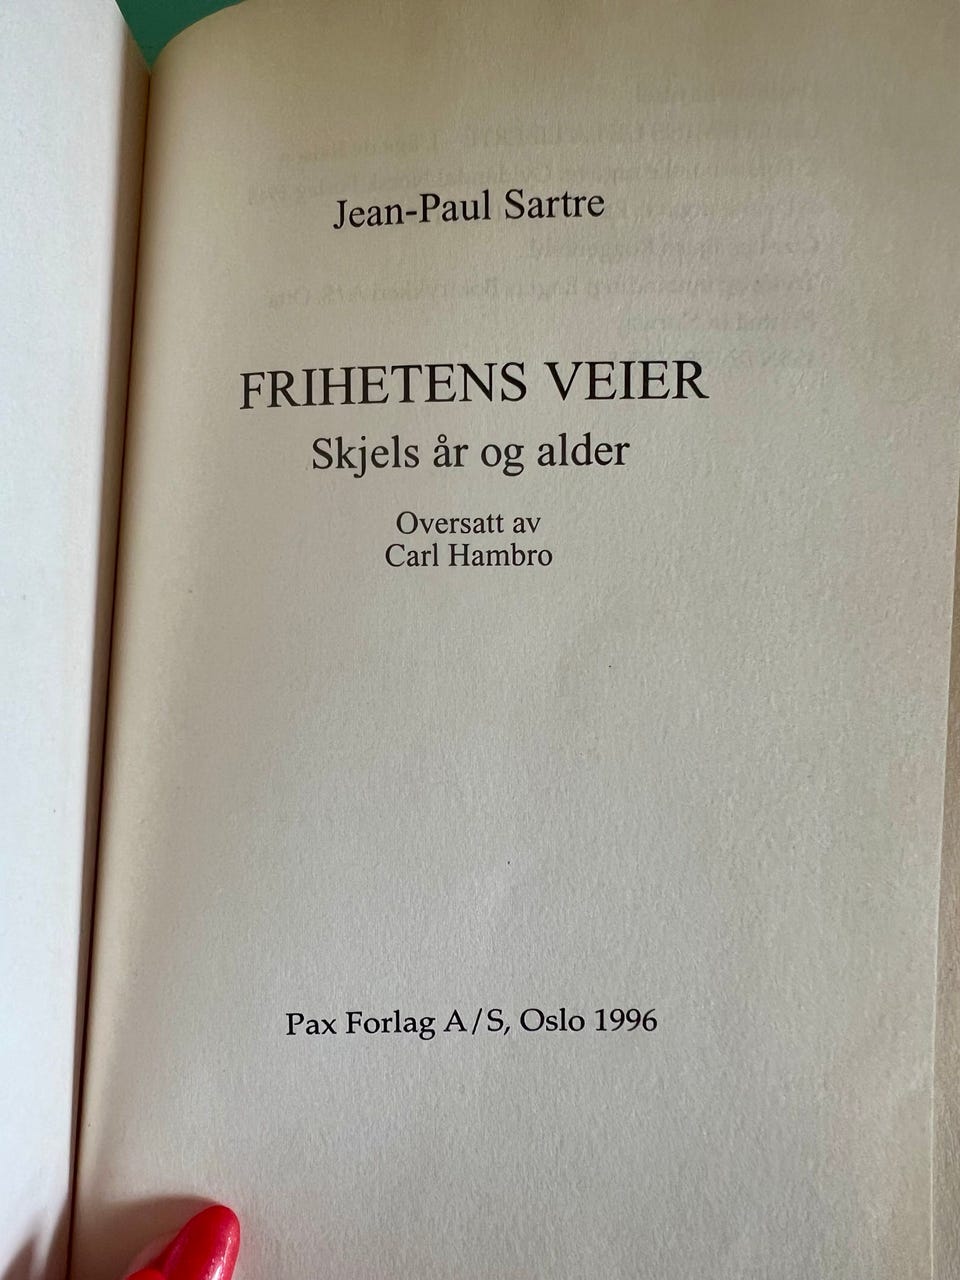 Jean-Paul Sartre
FRIHETENS VEIER
Skjels år og alder
Oversatt av
Carl Hambro
Pax Forlag A/S, Oslo 1996